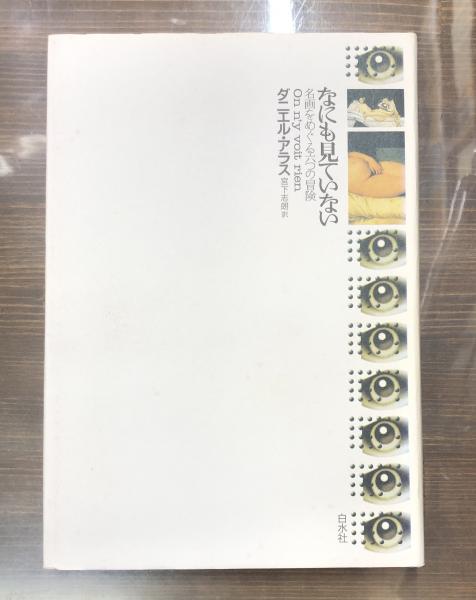 なにも見ていない
名画をめぐる六つの冒険
On n'y voit rien
ダニエル・アラス
宮下志朗 訳
白水社